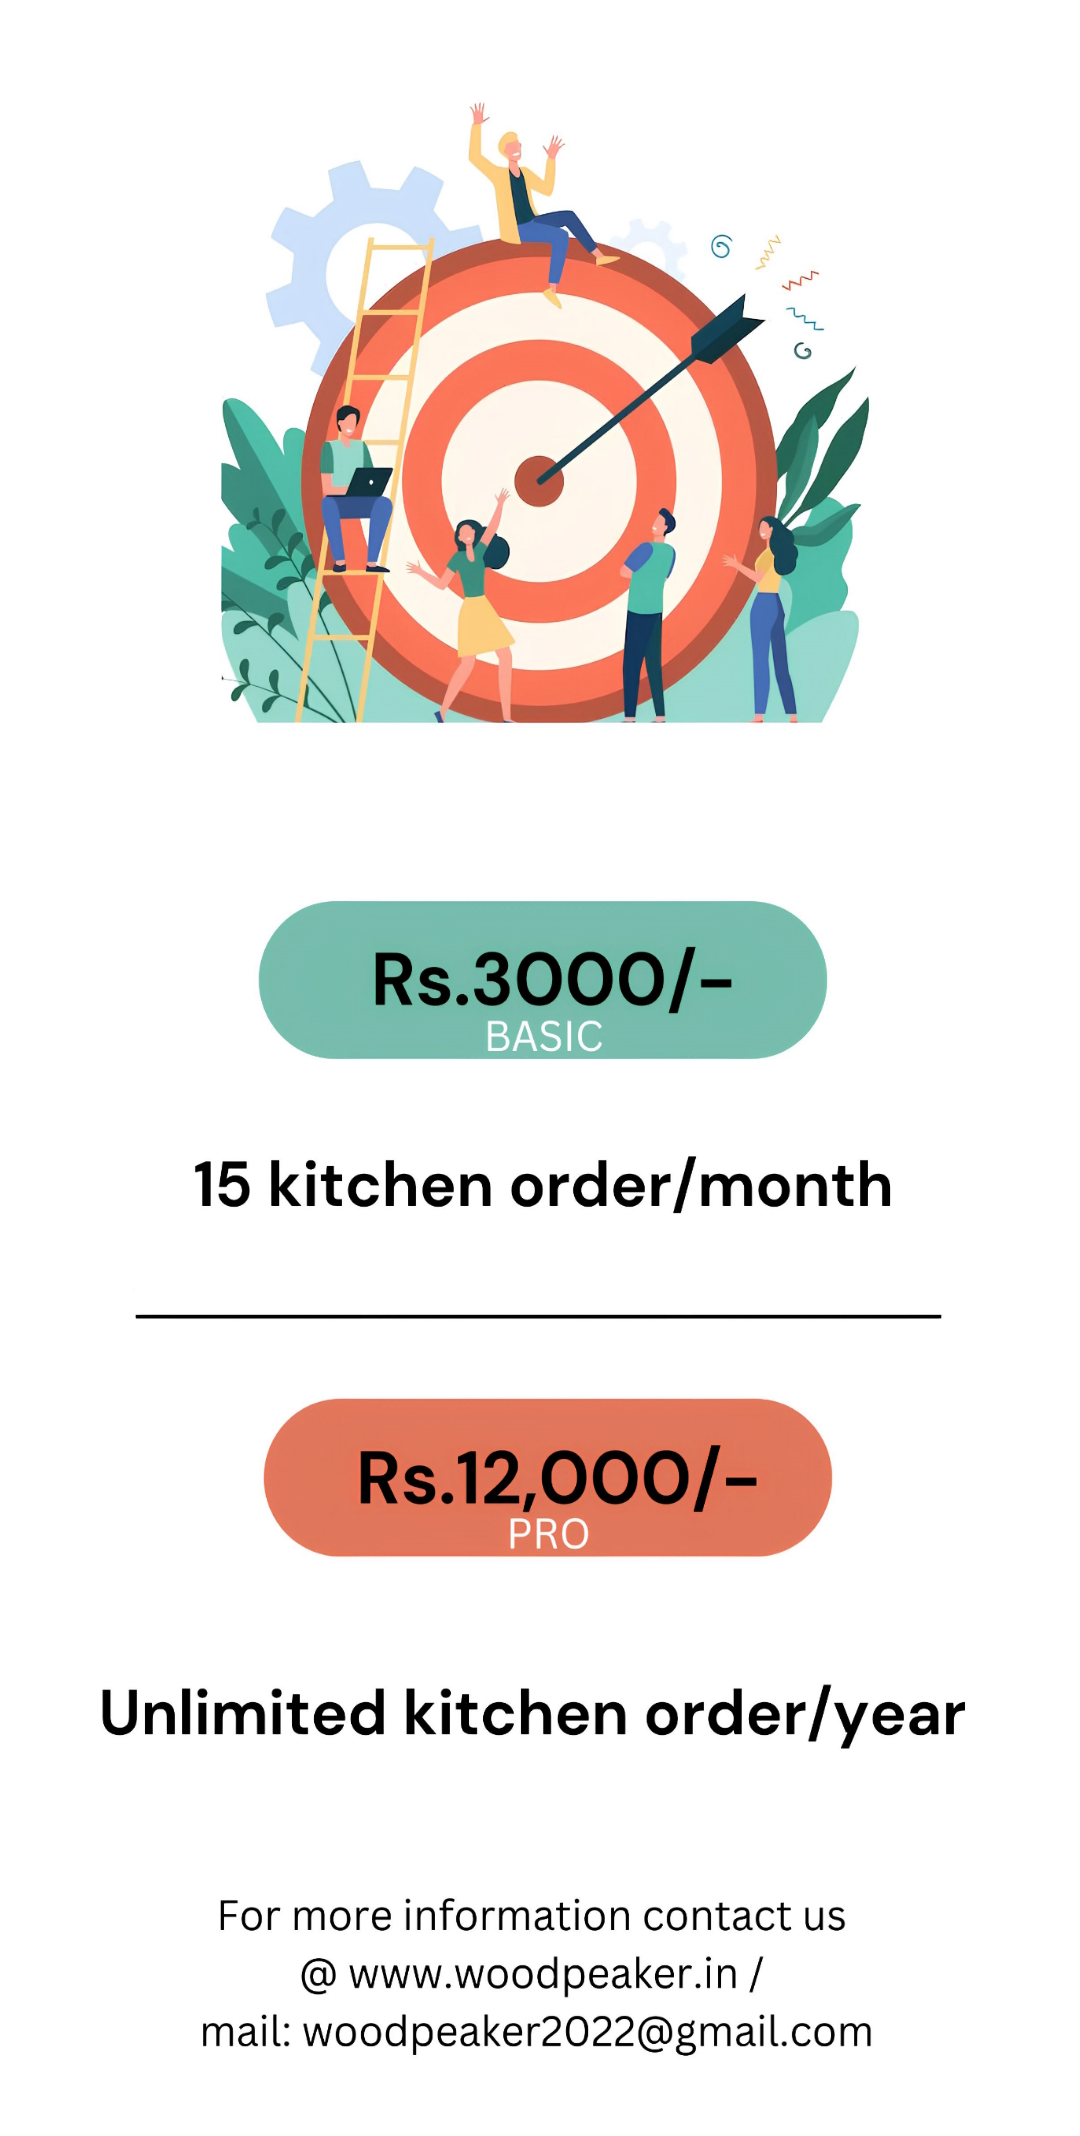 Rs.3000/-
BASIC
15 kitchen order/month
Rs.12,000/-
PRO
Unlimited kitchen order/year
For more information contact us
@ www.woodpeaker.in /
mail: woodpeaker2022@gmail.com